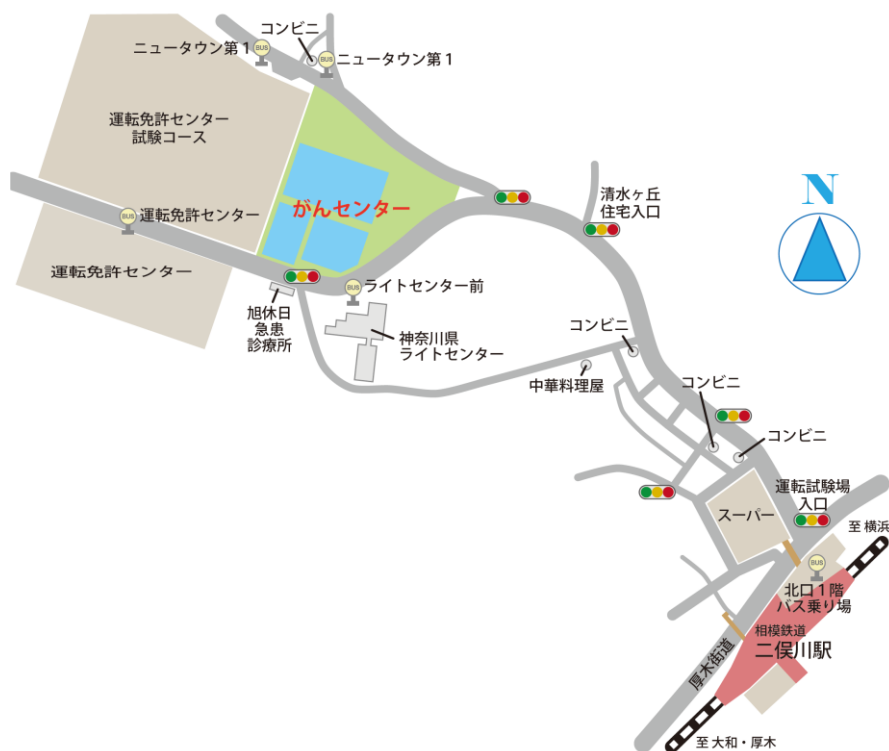 コンビニ
ニュータウン第1
BUS
BUS
ニュータウン第1
運転免許センター
試験コース
N
清水ヶ丘
住宅入口
がんセンター
BUS
運転免許センター
運転免許センター
BUS
ライトセンター前
旭休日
急患
診療所
神奈川県
ライトセンター
コンビニ
中華料理屋
コンビニ
コンビニ
運転試験場
入口
スーパー
至 横浜
BUS
北口1階
バス乗り場
相模鉄道
二俣川駅
厚木街道
至 大和・厚木